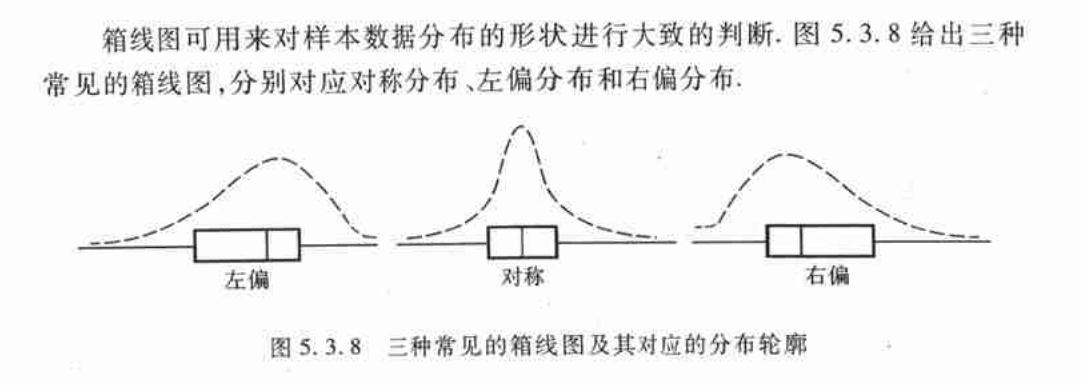 箱线图可用来对样本数据分布的形状进行大致的判断. 图 5.3.8 给出三种
常见的箱线图,分别对应对称分布、左偏分布和右偏分布.
左偏
对称
右偏
图 5.3.8 三种常见的箱线图及其对应的分布轮廓